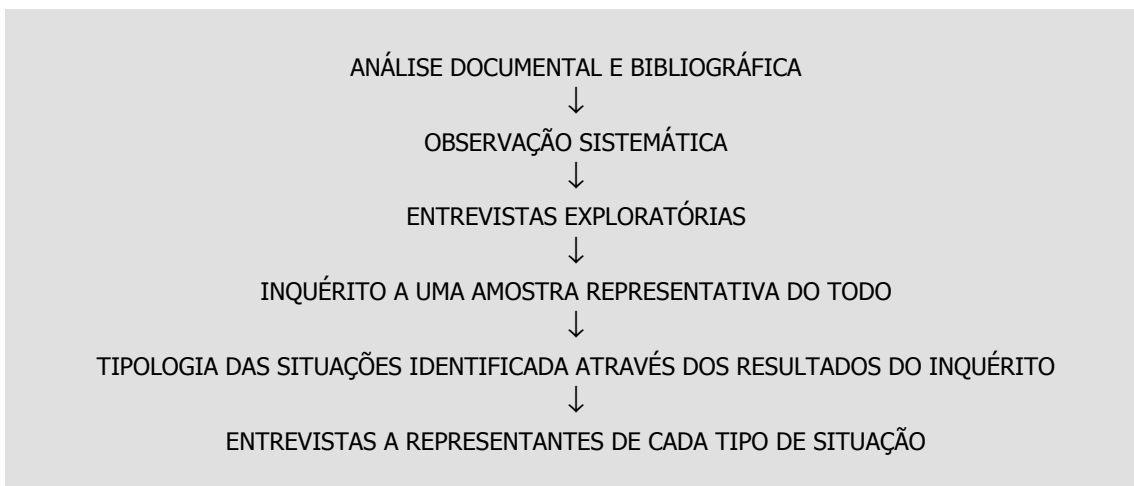 ANÁLISE DOCUMENTAL E BIBLIOGRÁFICA
↓
OBSERVAÇÃO SISTEMÁTICA
↓
ENTREVISTAS EXPLORATÓRIAS
↓
INQUÉRITO A UMA AMOSTRA REPRESENTATIVA DO TODO
↓
TIPOLOGIA DAS SITUAÇÕES IDENTIFICADA ATRAVÉS DOS RESULTADOS DO INQUÉRITO
↓
ENTREVISTAS A REPRESENTANTES DE CADA TIPO DE SITUAÇÃO